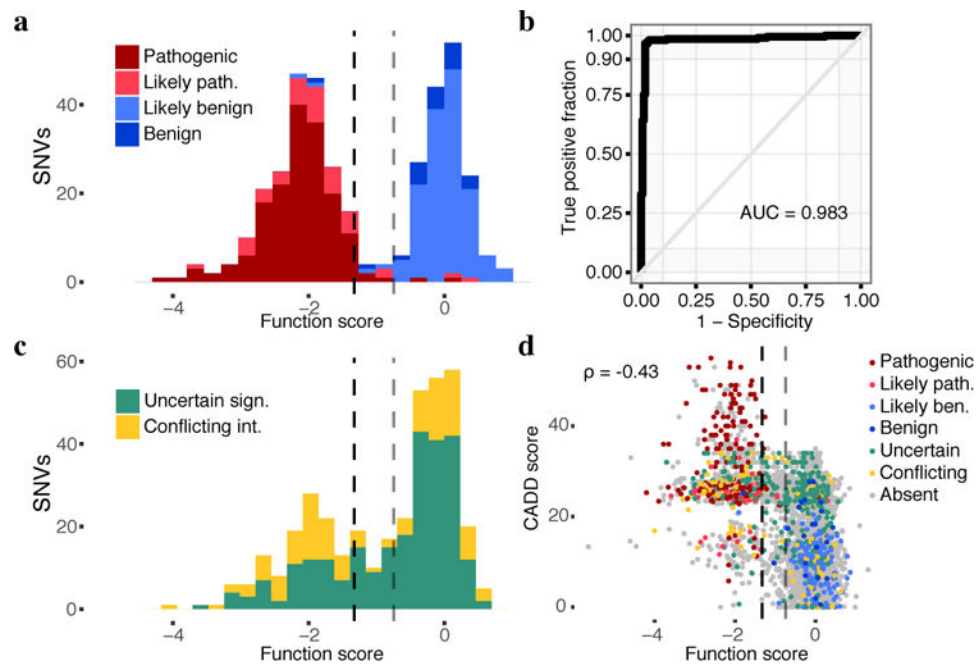 a
Pathogenic
Likely path.
Likely benign
Benign
SNVs
40
20
0
−4
−2
0
Function score
b
True positive fraction
1.00
0.90
0.75
0.50
0.25
0.00
AUC = 0.983
0.00
0.25
0.50
0.75
1.00
1 − Specificity
c
Uncertain sign.
Conflicting int.
SNVs
60
40
20
0
−4
−2
0
Function score
d
ρ = -0.43
CADD score
40
20
0
−4
−2
0
Function score
Pathogenic
Likely path.
Likely ben.
Benign
Uncertain
Conflicting
Absent